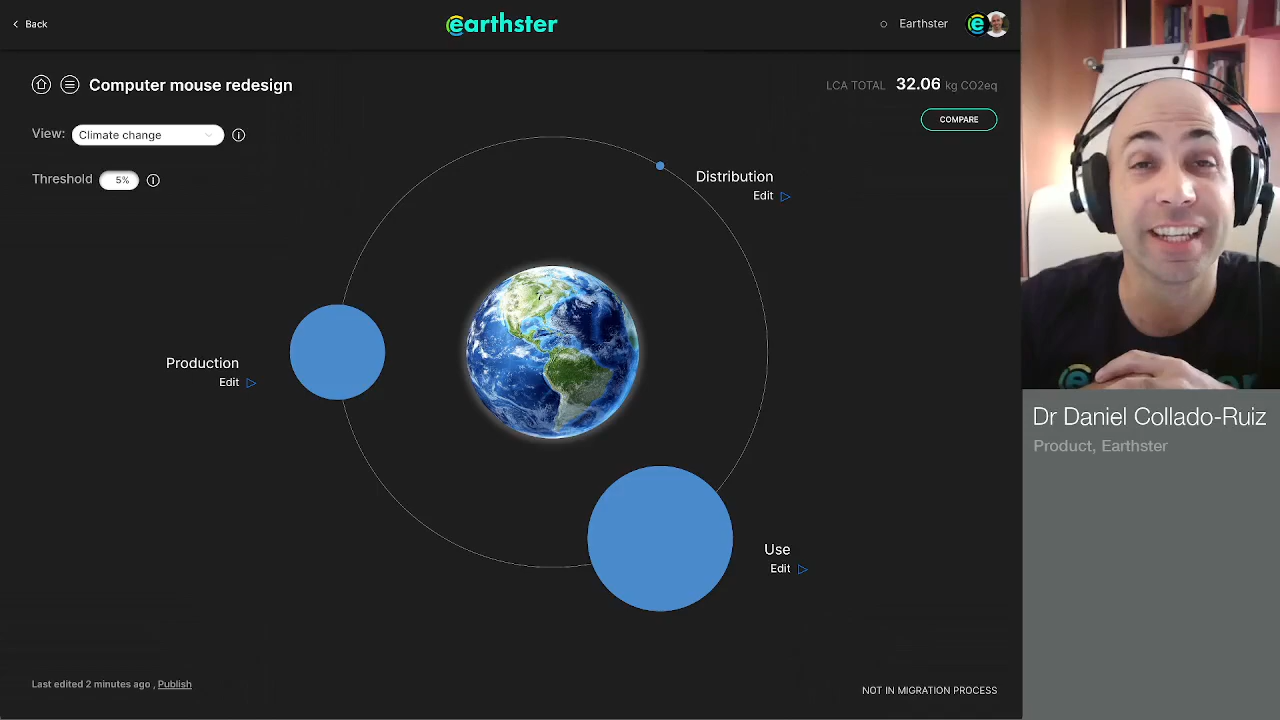 Back
earthster
Earthster
Computer mouse redesign
LCA TOTAL 32.06 kg CO2eq
COMPARE
View: Climate change
Threshold 5%
Distribution
Edit
Production
Edit
Use
Edit
Last edited 2 minutes ago , Publish
NOT IN MIGRATION PROCESS
earthster
Dr Daniel Collado-Ruiz
Product, Earthster